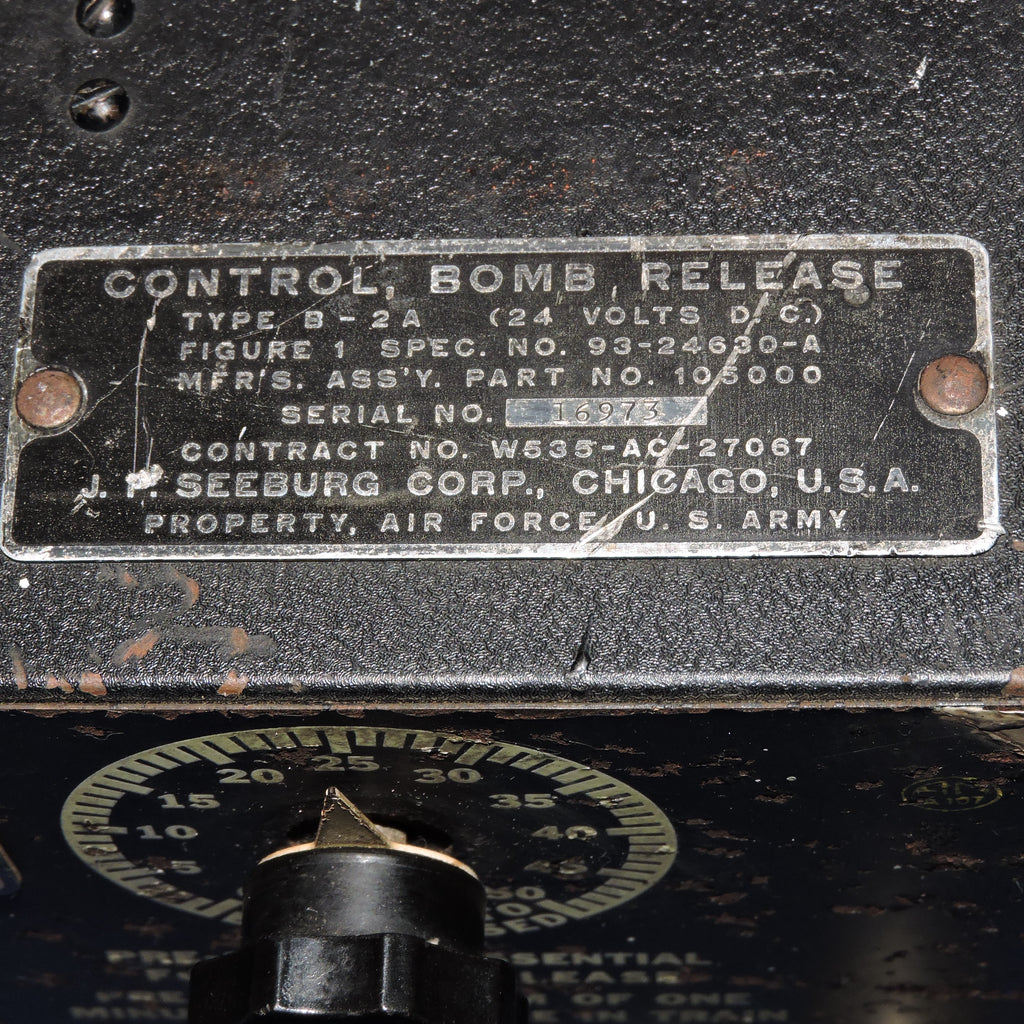 CONTROL, BOMB RELEASE
TYPE B-2A (24 VOLTS D.C.)
FIGURE 1 SPEC. NO. 93-24630-A
MFR'S. ASS'Y. PART NO. 105000
SERIAL NO. 16973
CONTRACT NO. W535-AC-27067
J. P. SEEBURG CORP., CHICAGO, U.S.A.
PROPERTY, AIR FORCE, U. S. ARMY
5 10 15 20 25 30 35 40 45